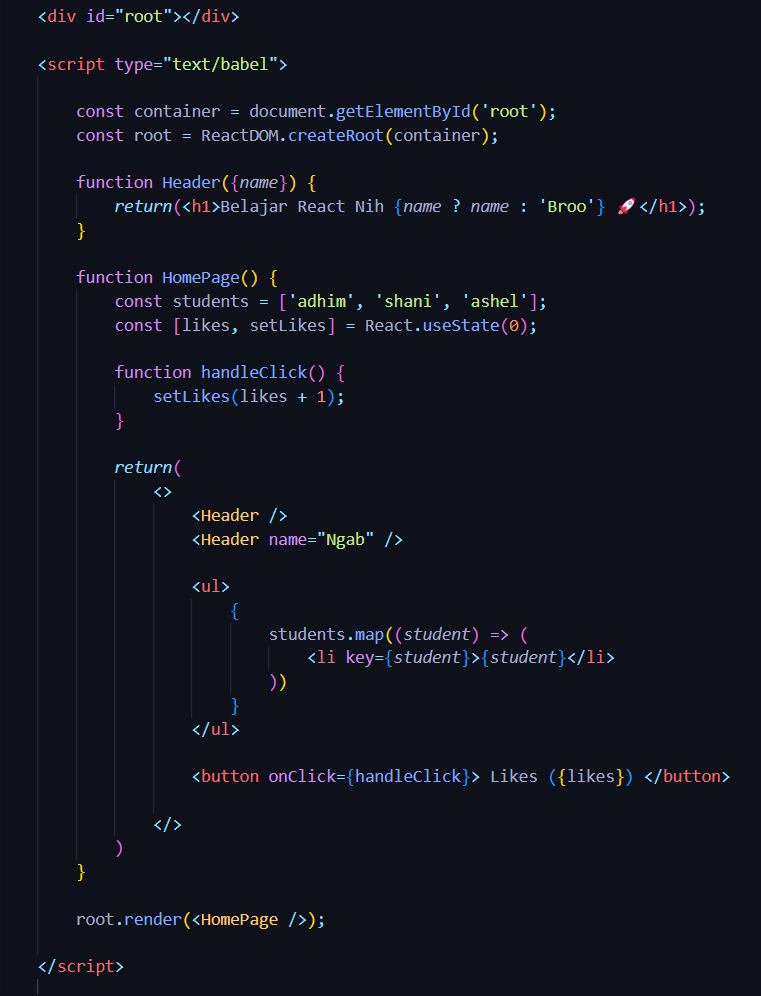 <div id="root"></div>
<script type="text/babel">
const container = document.getElementById('root');
const root = ReactDOM.createRoot(container);
function Header({name}) {
return(<h1>Belajar React Nih {name ? name : 'Broo'} 🚀</h1>);
}
function HomePage() {
const students = ['adhim', 'shani', 'ashel'];
const [likes, setLikes] = React.useState(0);
function handleClick() {
setLikes(likes + 1);
}
return(
<>
<Header />
<Header name="Ngab" />
<ul>
{
students.map((student) => (
<li key={student}>{student}</li>
))
}
</ul>
<button onClick={handleClick}> Likes ({likes}) </button>
</>
)
}
root.render(<HomePage />);
</script>